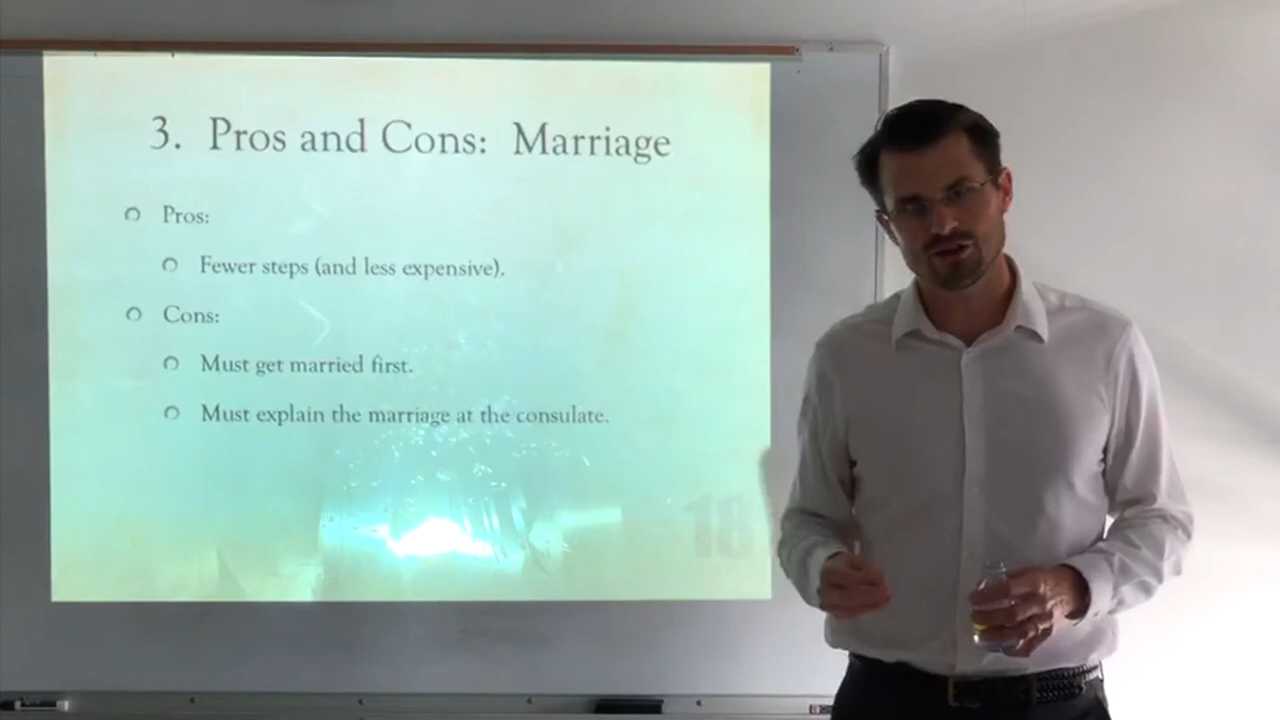 3. Pros and Cons: Marriage
Pros:
Fewer steps (and less expensive).
Cons:
Must get married first.
Must explain the marriage at the consulate.
18